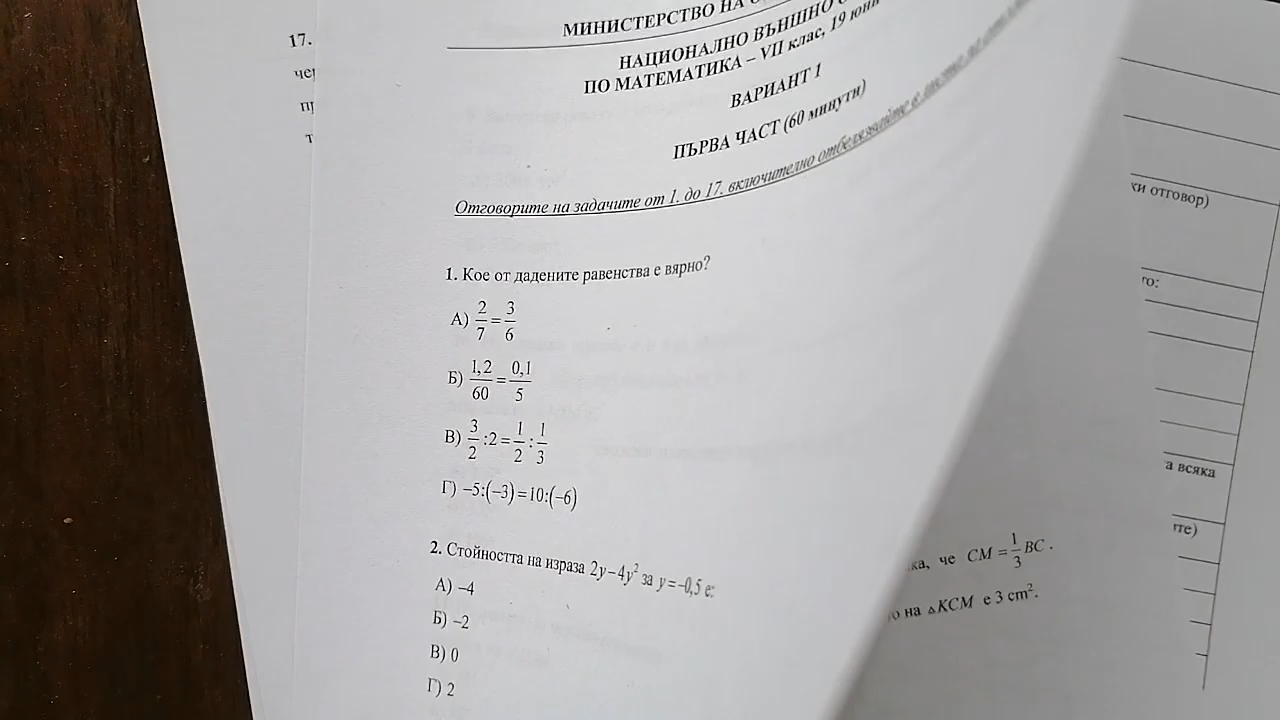 17.
МИНИСТЕРСТВО НА
НАЦИОНАЛНО ВЪНШНО
ПО МАТЕМАТИКА – VII клас, 19 юни
ВАРИАНТ 1
ПЪРВА ЧАСТ (60 минути)
Отговорите на задачите от 1. до 17. включително отбелязвайте в листа за
1. Кое от дадените равенства е вярно?
А) 2/7 = 3/6
Б) 1,2/60 = 0,1/5
В) 3/2 :2 = 1/2 : 1/3
Г) –5:(–3)=10:(–6)
2. Стойността на израза 2y–4y² за y=–0,5 е:
А) –4
Б) –2
В) 0
Г) 2
отговор)
а всяка
че CM = 1/3 BC.
на △KCM е 3 cm².